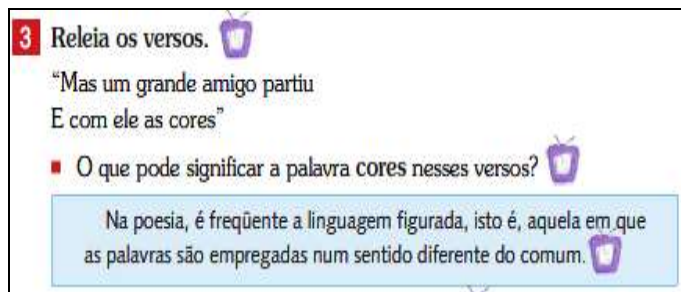 3 Releia os versos.
“Mas um grande amigo partiu
E com ele as cores”
▪ O que pode significar a palavra cores nesses versos?
Na poesia, é freqüente a linguagem figurada, isto é, aquela em que
as palavras são empregadas num sentido diferente do comum.